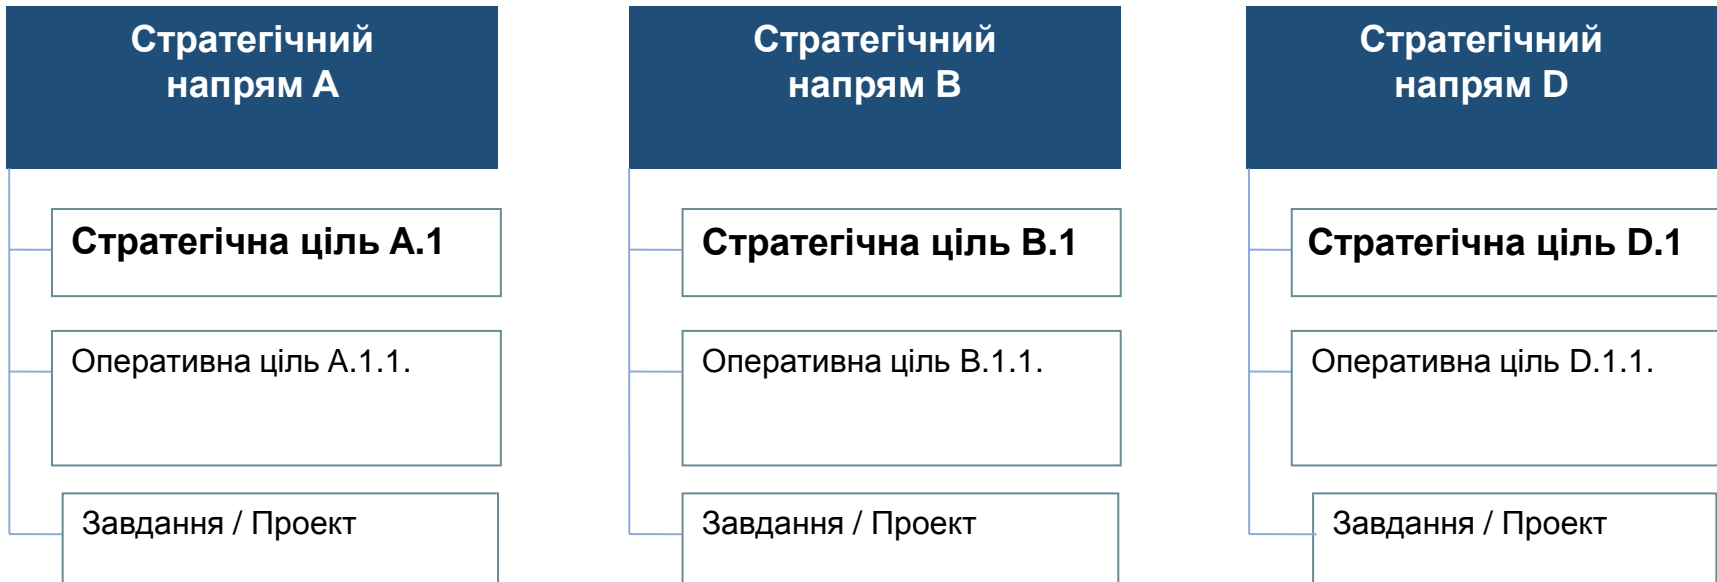 Стратегічний
напрям А
Стратегічна ціль А.1
Оперативна ціль А.1.1.
Завдання / Проект
Стратегічний
напрям В
Стратегічна ціль В.1
Оперативна ціль В.1.1.
Завдання / Проект
Стратегічний
напрям D
Стратегічна ціль D.1
Оперативна ціль D.1.1.
Завдання / Проект